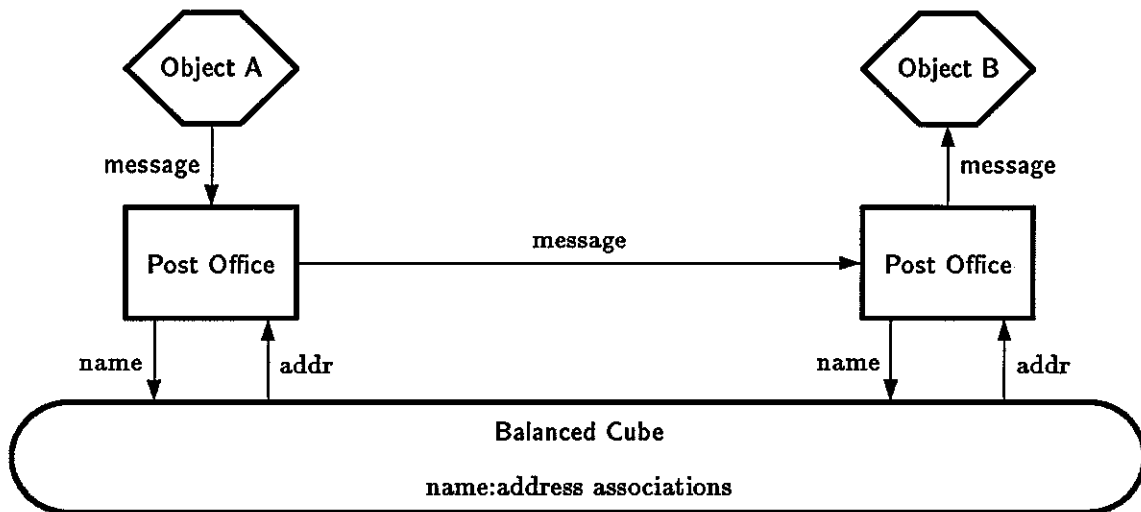 Object A
Object B
message
message
Post Office
message
Post Office
name
addr
name
addr
Balanced Cube
name:address associations